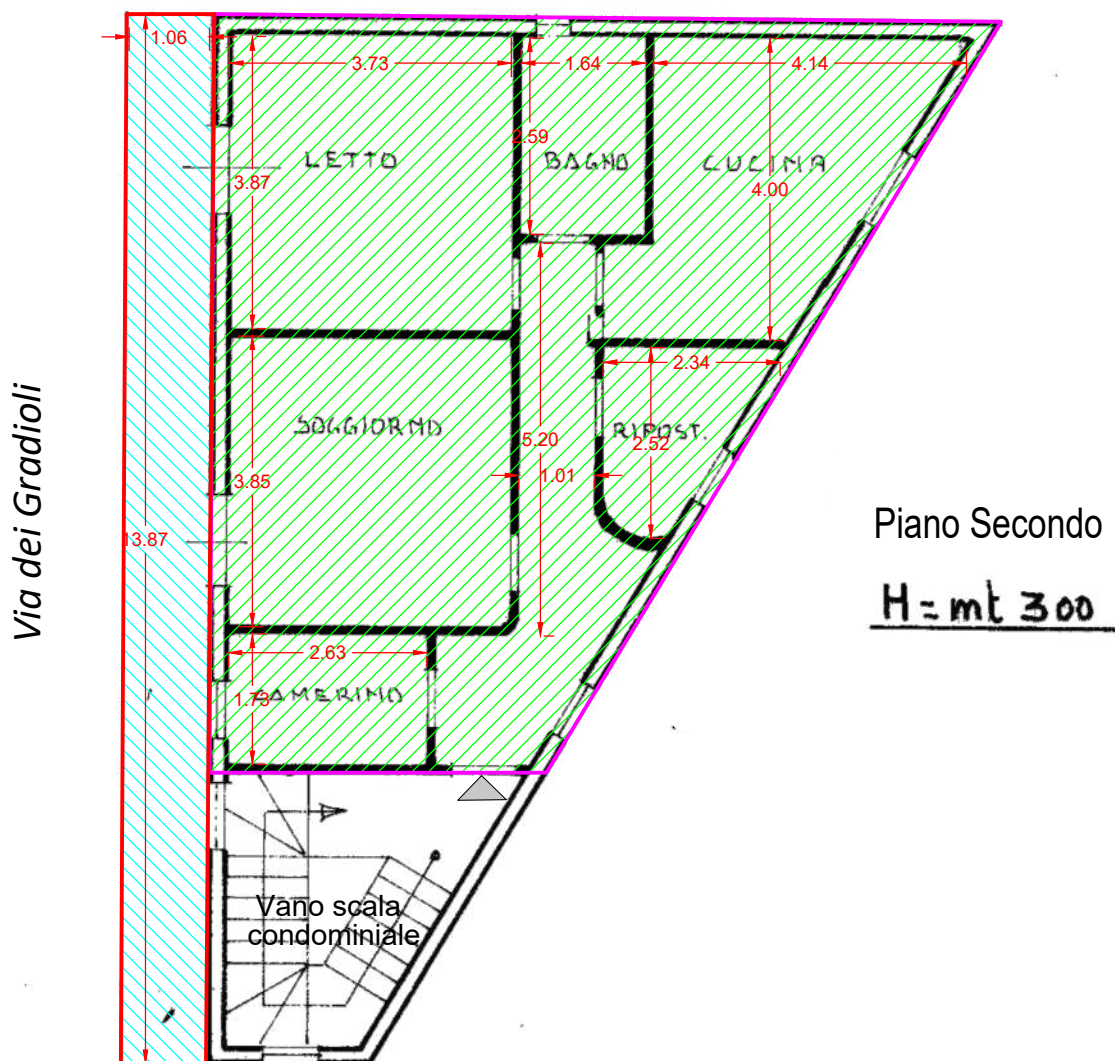 1.06
3.73
1.64
4.14
2.59
LETTO
BAGNO
CUCINA
3.87
4.00
2.34
SOGGIORNO
RIPOST.
5.20
2.52
3.85
1.01
13.87
Via dei Gradioli
Piano Secondo
H = mt 300
2.63
1.73
CAMERINO
Vano scala
condominiale